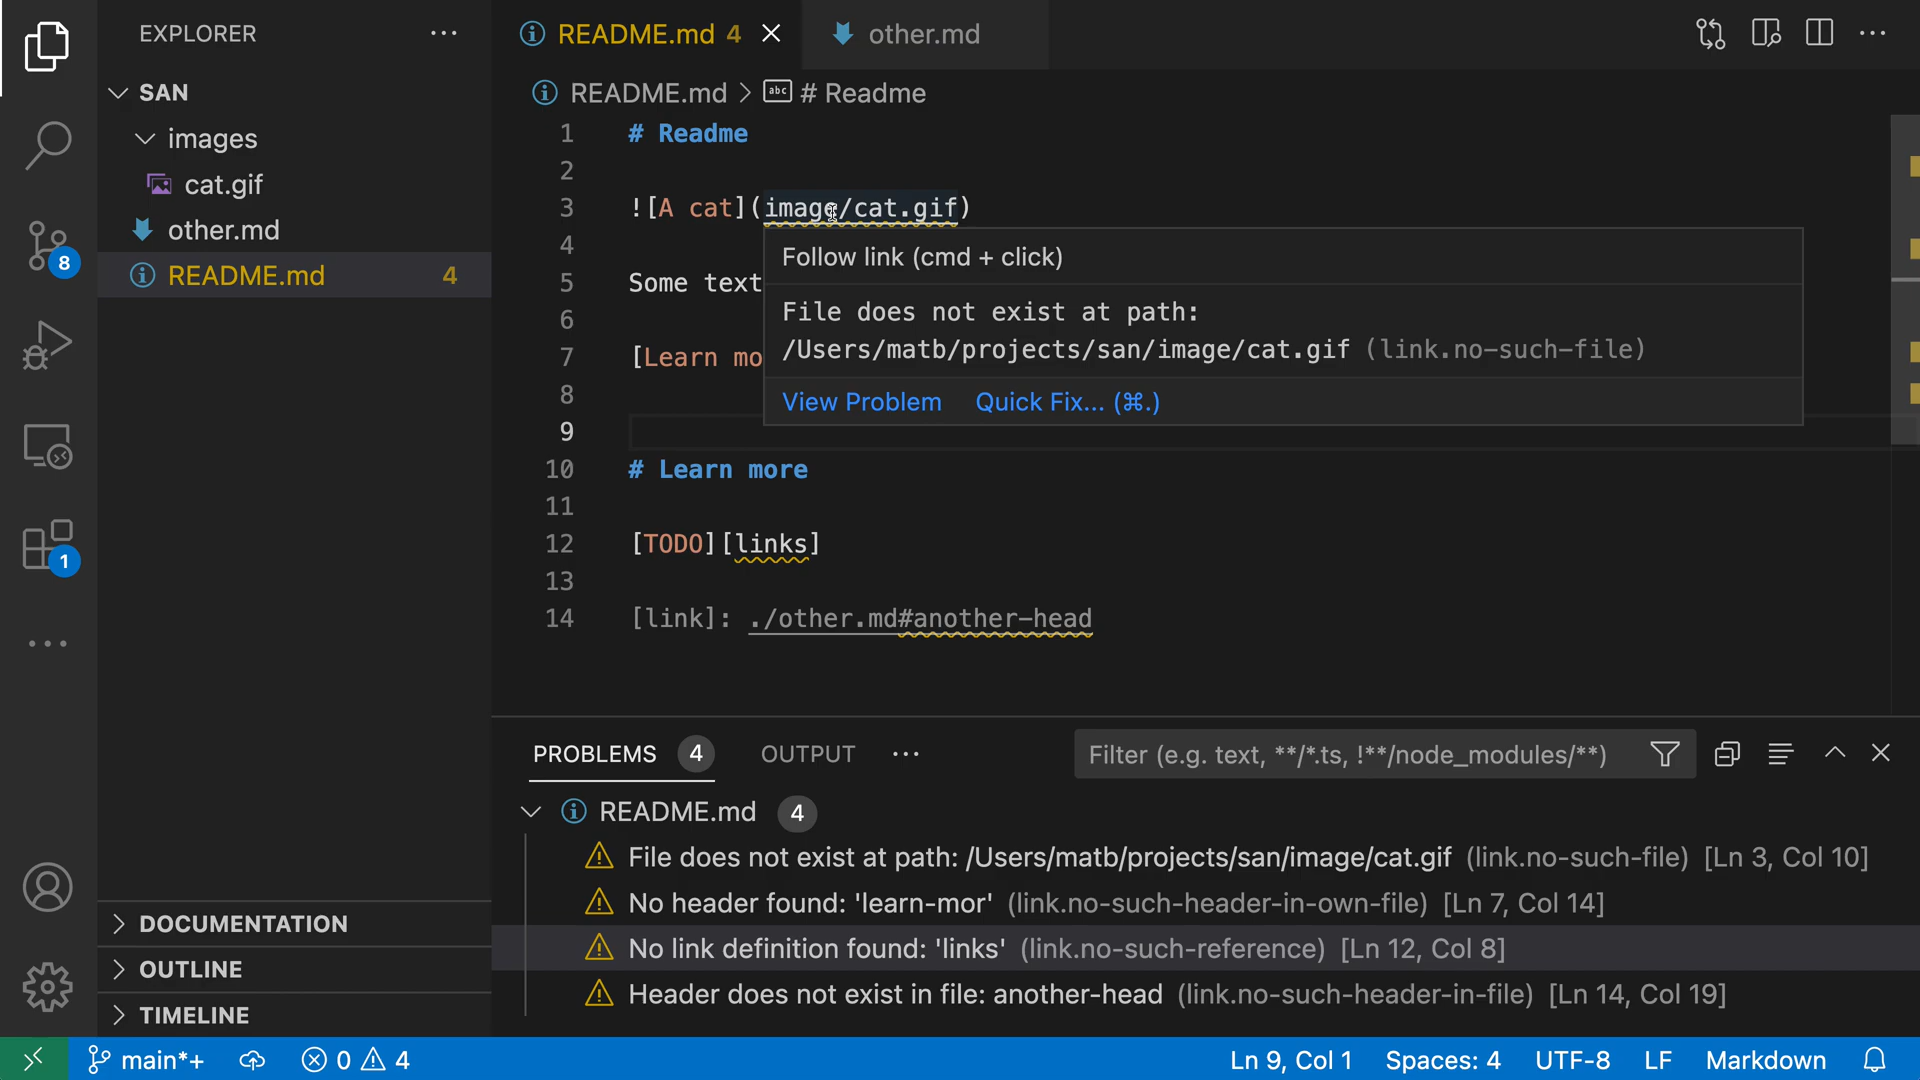 EXPLORER
SAN
images
cat.gif
other.md
README.md 4
8
1
DOCUMENTATION
OUTLINE
TIMELINE
README.md 4
other.md
README.md > abc # Readme
1 # Readme
2
3 ![A cat](image/cat.gif)
4
5 Some text
6
7 [Learn mo
8
9
10 # Learn more
11
12 [TODO][links]
13
14 [link]: ./other.md#another-head
Follow link (cmd + click)
File does not exist at path:
/Users/matb/projects/san/image/cat.gif (link.no-such-file)
View Problem Quick Fix... (⌘.)
PROBLEMS 4 OUTPUT
Filter (e.g. text, **/*.ts, !**/node_modules/**)
README.md 4
File does not exist at path: /Users/matb/projects/san/image/cat.gif (link.no-such-file) [Ln 3, Col 10]
No header found: 'learn-mor' (link.no-such-header-in-own-file) [Ln 7, Col 14]
No link definition found: 'links' (link.no-such-reference) [Ln 12, Col 8]
Header does not exist in file: another-head (link.no-such-header-in-file) [Ln 14, Col 19]
main*+ 0 4
Ln 9, Col 1 Spaces: 4 UTF-8 LF Markdown